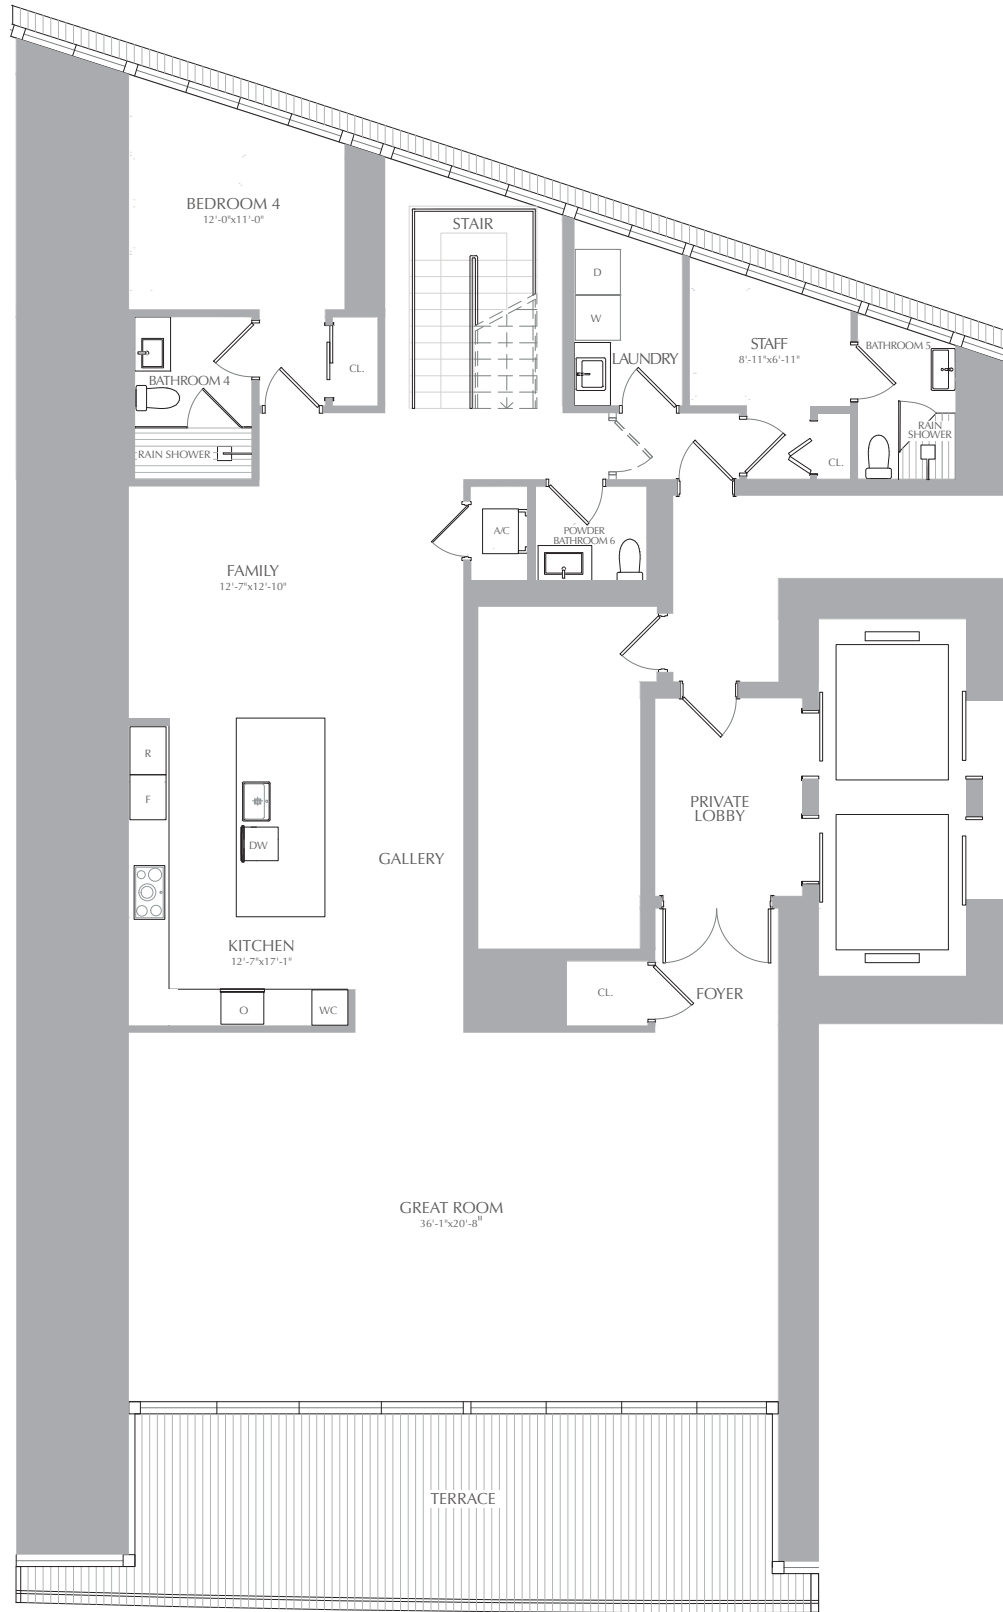 BEDROOM 4
12'-0"x11'-0"
STAIR
D
W
LAUNDRY
STAFF
8'-11"x6'-11"
BATHROOM 5
CL.
BATHROOM 4
RAIN SHOWER
RAIN
SHOWER
CL.
A/C
POWDER
BATHROOM 6
FAMILY
12'-7"x12'-10"
R
F
DW
PRIVATE
LOBBY
GALLERY
KITCHEN
12'-7"x17'-1"
O
WC
CL.
FOYER
GREAT ROOM
36'-1"x20'-8"
TERRACE